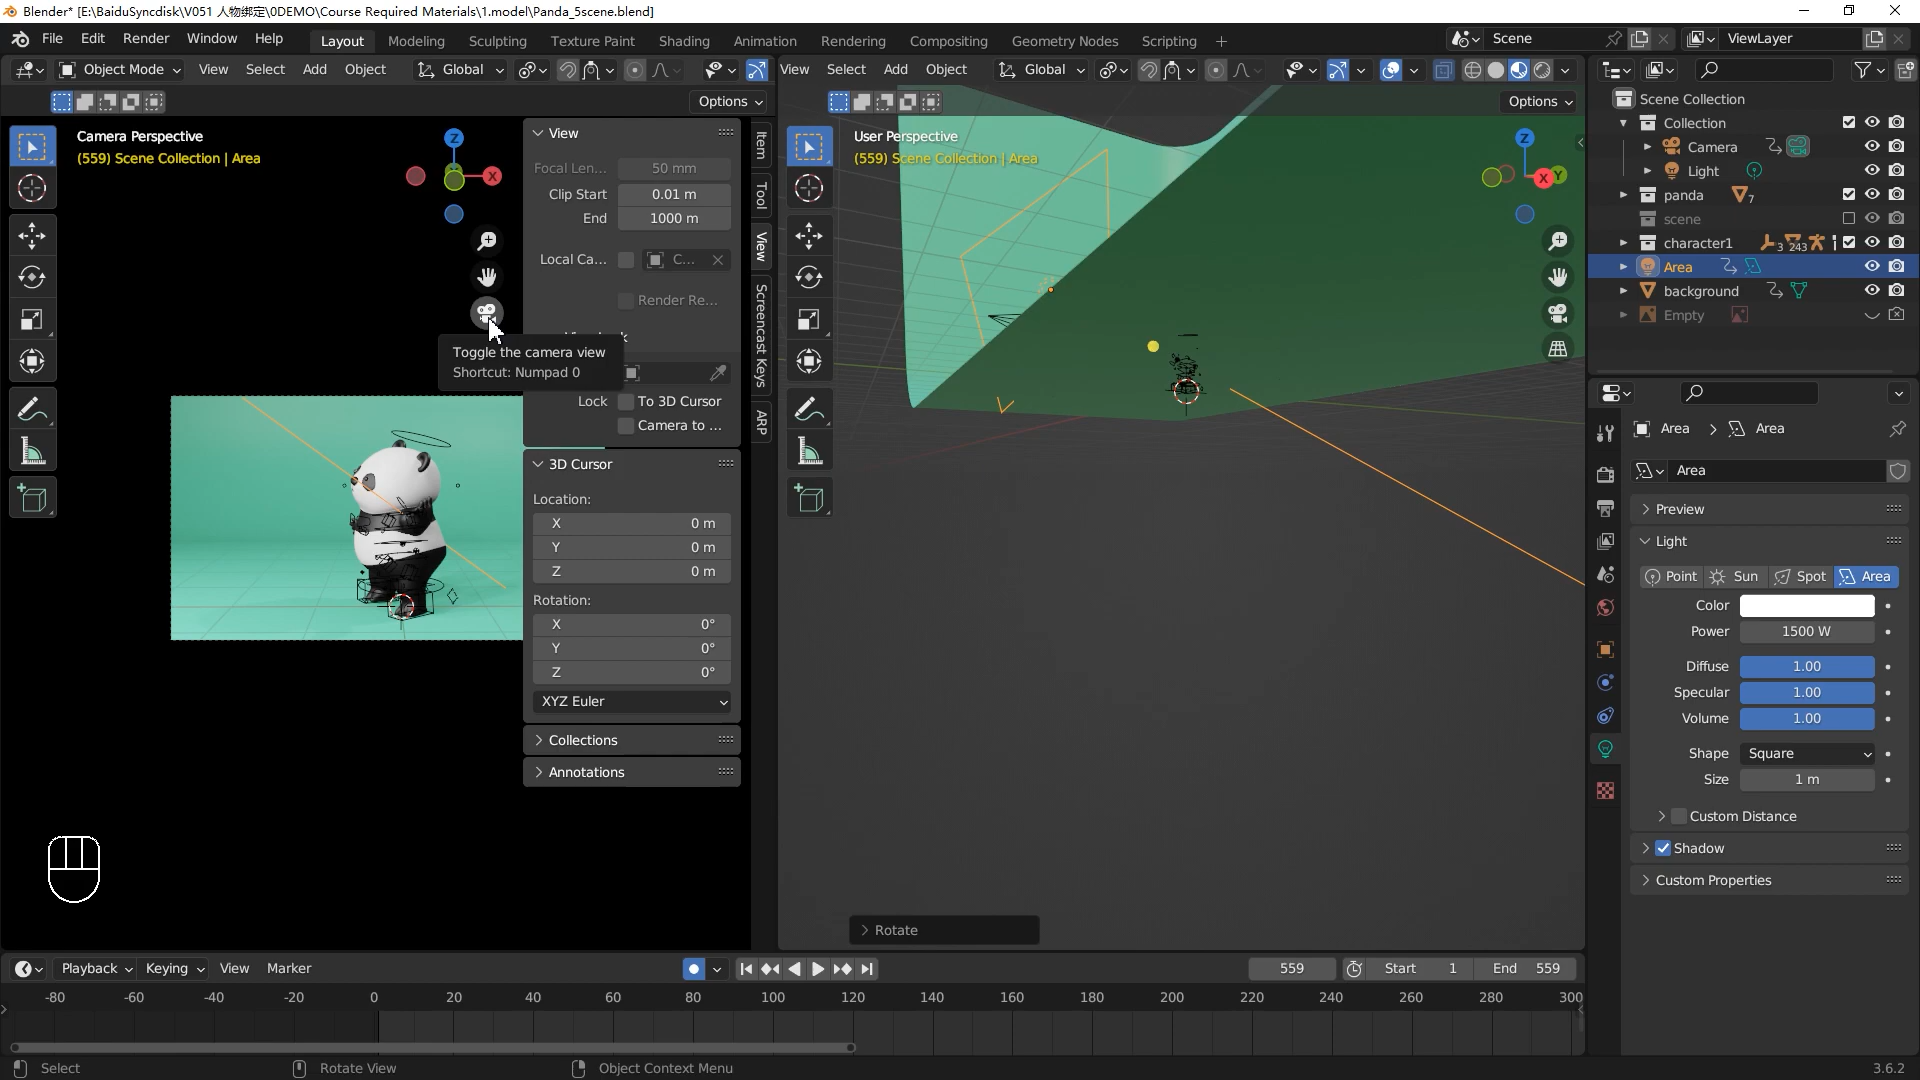 Blender* [E:\BaiduSyncdisk\V051 人物绑定\0DEMO\Course Required Materials\1.model\Panda_5scene.blend]
File Edit Render Window Help
Layout Modeling Sculpting Texture Paint Shading Animation Rendering Compositing Geometry Nodes Scripting +
Scene
ViewLayer
Object Mode View Select Add Object Global
View Select Add Object Global
Options
Options
Camera Perspective
(559) Scene Collection | Area
Z
X
User Perspective
(559) Scene Collection | Area
Z
X
Y
View
Focal Len... 50 mm
Clip Start 0.01 m
End 1000 m
Local Ca... C...
Render Re...
Toggle the camera view
Shortcut: Numpad 0
Lock To 3D Cursor
Camera to ...
3D Cursor
Location:
X 0 m
Y 0 m
Z 0 m
Rotation:
X 0°
Y 0°
Z 0°
XYZ Euler
Collections
Annotations
Item
Tool
View
Screencast Keys
ARP
Rotate
Scene Collection
Collection
Camera
Light
panda 7
scene
character1 3 243
Area
background
Empty
Area > Area
Area
Preview
Light
Point Sun Spot Area
Color
Power 1500 W
Diffuse 1.00
Specular 1.00
Volume 1.00
Shape Square
Size 1 m
Custom Distance
Shadow
Custom Properties
Playback Keying View Marker
559 Start 1 End 559
-80 -60 -40 -20 0 20 40 60 80 100 120 140 160 180 200 220 240 260 280 300
Select Rotate View Object Context Menu
3.6.2